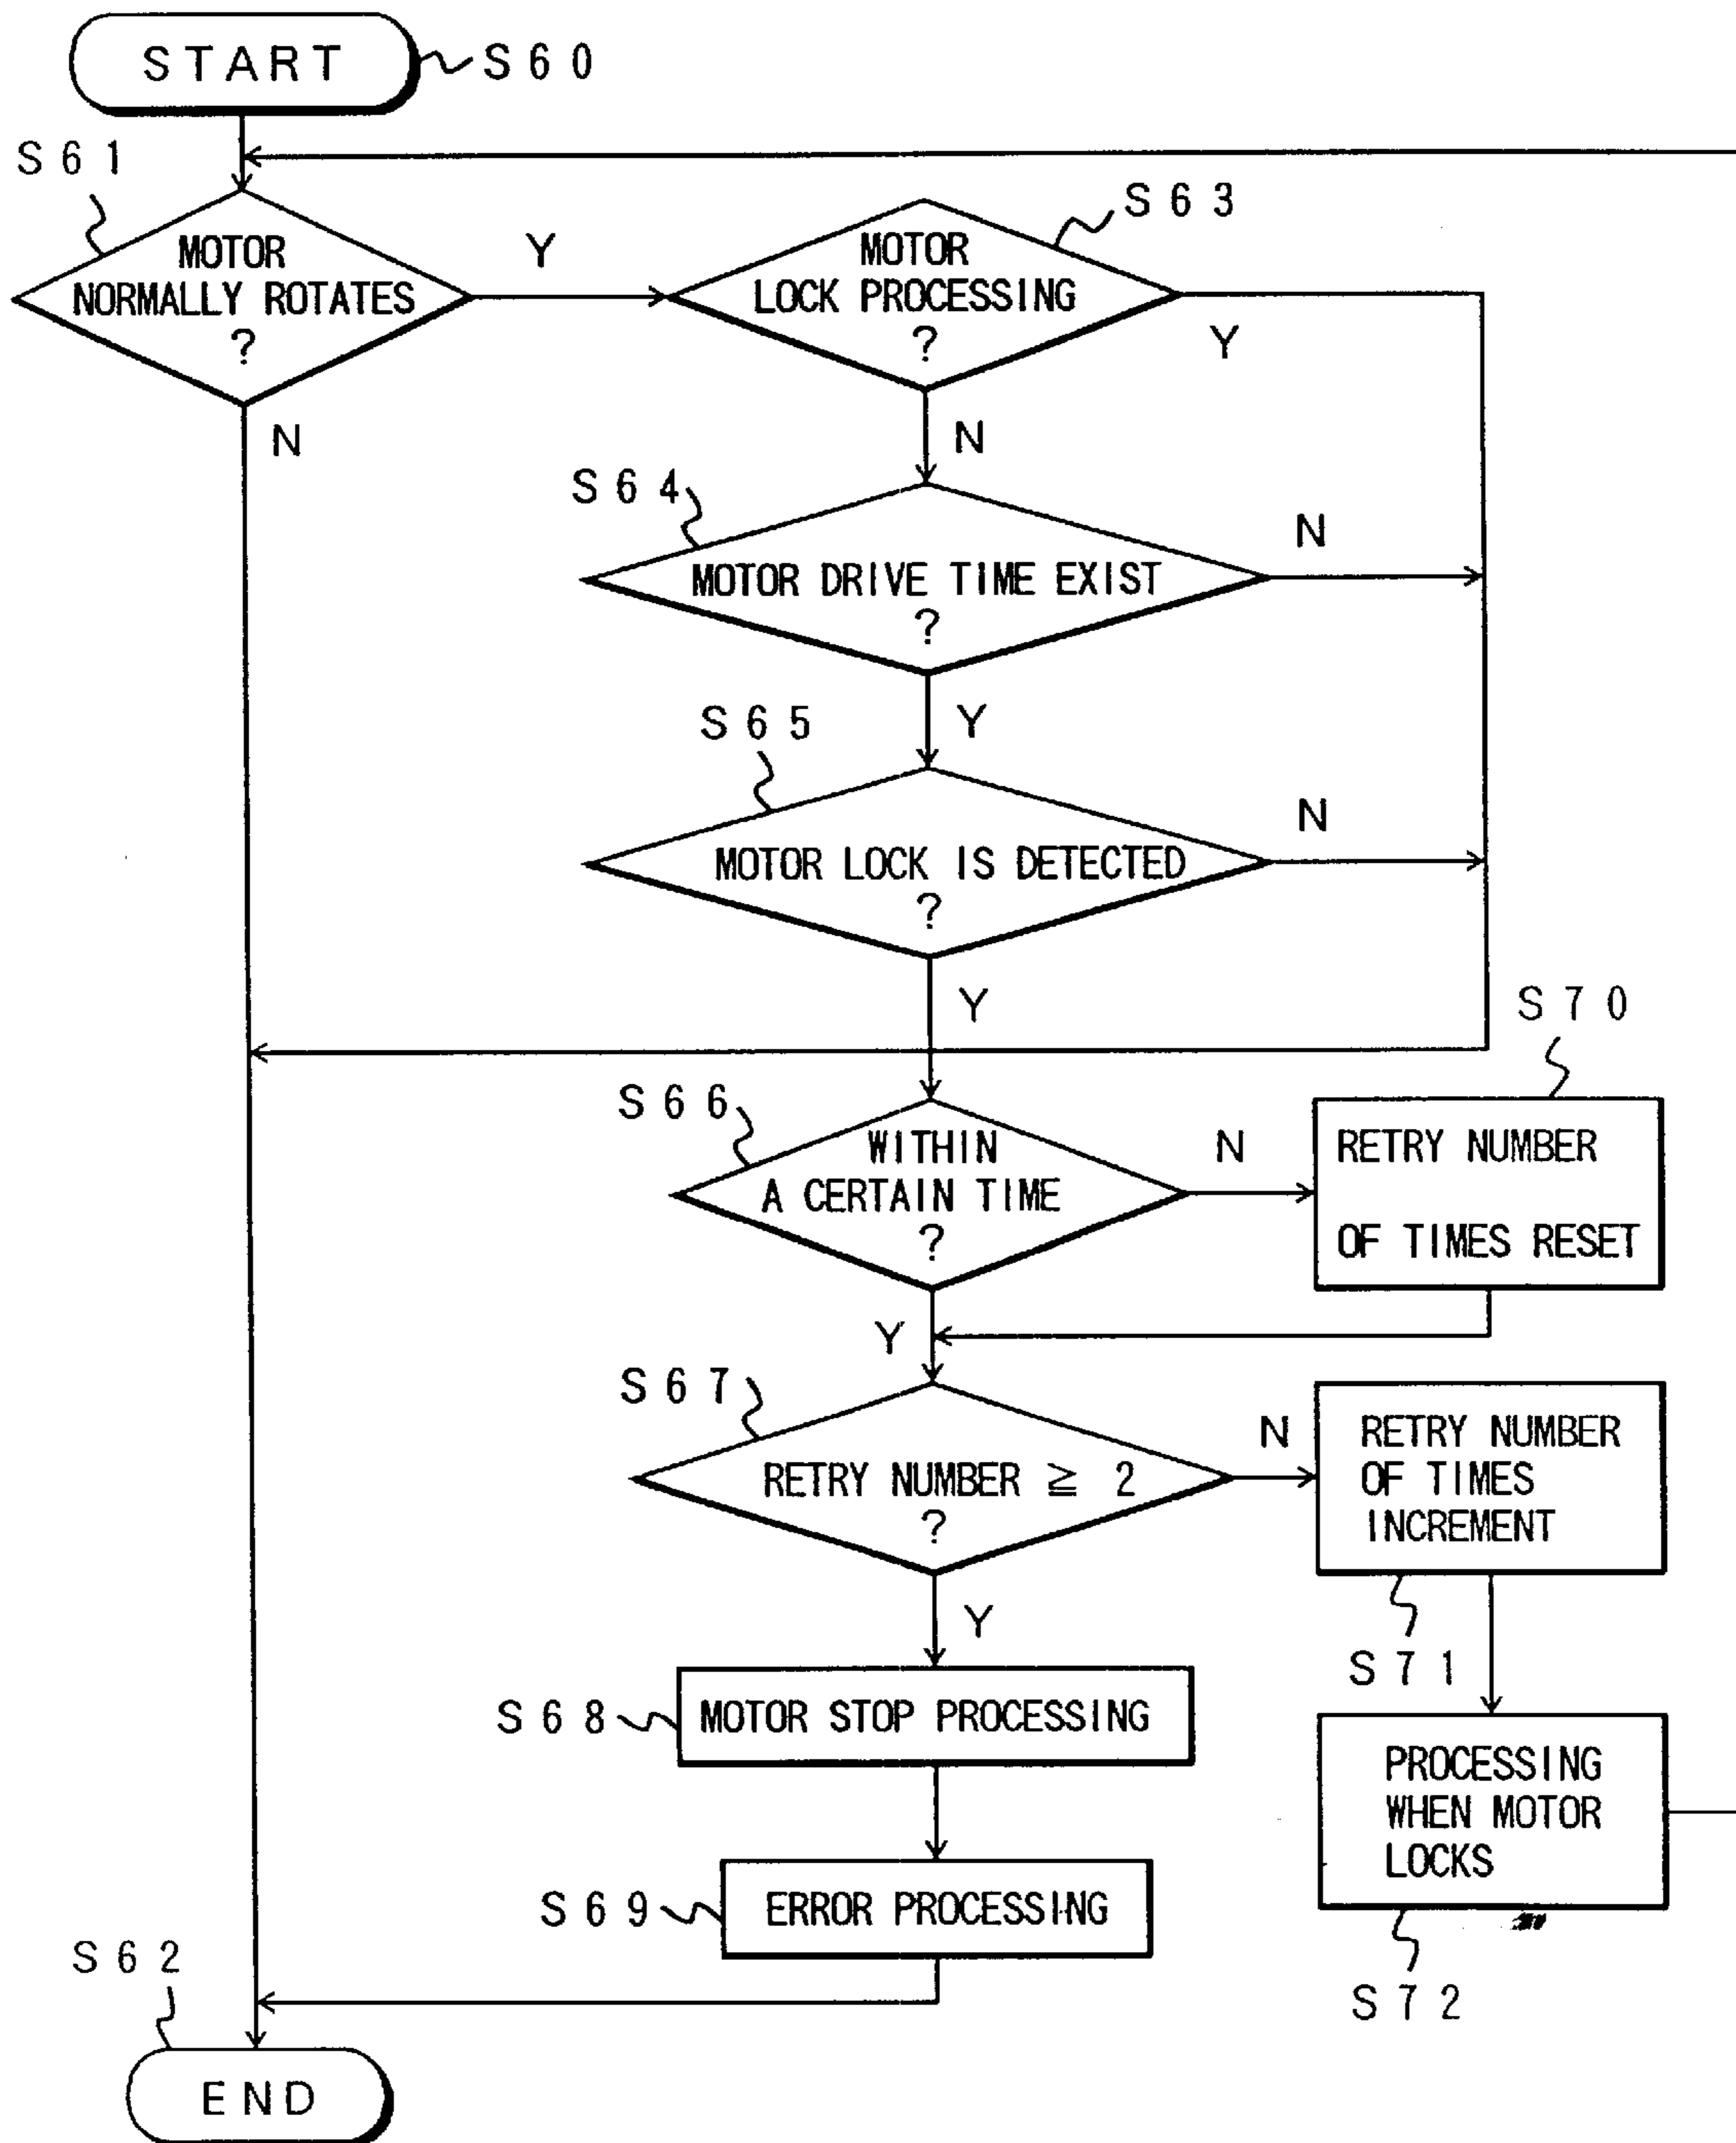 START
S60
S61
MOTOR
NORMALLY ROTATES
?
Y
N
S63
MOTOR
LOCK PROCESSING
?
Y
N
S64
MOTOR DRIVE TIME EXIST
?
N
Y
S65
MOTOR LOCK IS DETECTED
?
N
Y
S66
WITHIN
A CERTAIN TIME
?
N
Y
S70
RETRY NUMBER
OF TIMES RESET
S67
RETRY NUMBER ≧ 2
?
N
Y
RETRY NUMBER
OF TIMES
INCREMENT
S71
S68
MOTOR STOP PROCESSING
PROCESSING
WHEN MOTOR
LOCKS
S72
S69
ERROR PROCESSING
S62
END